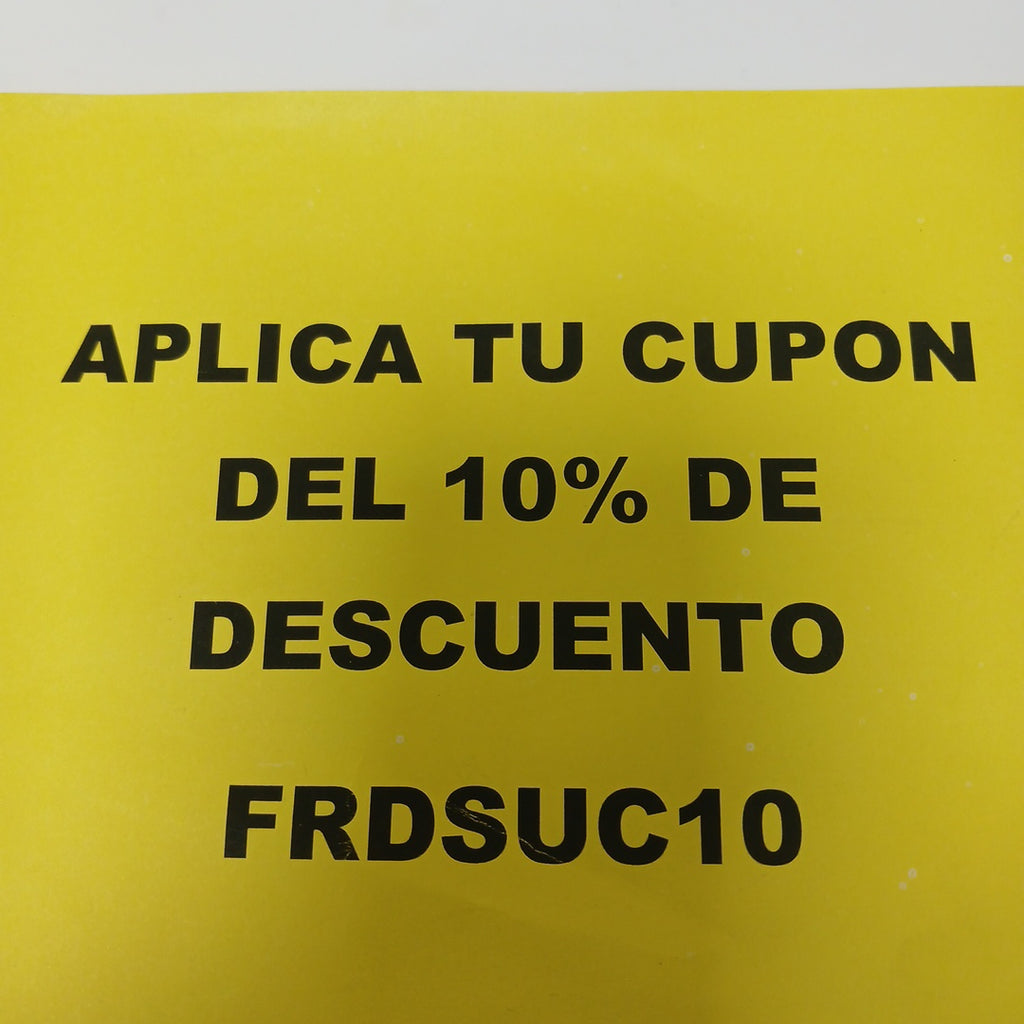 APLICA TU CUPON
DEL 10% DE
DESCUENTO
FRDSUC10